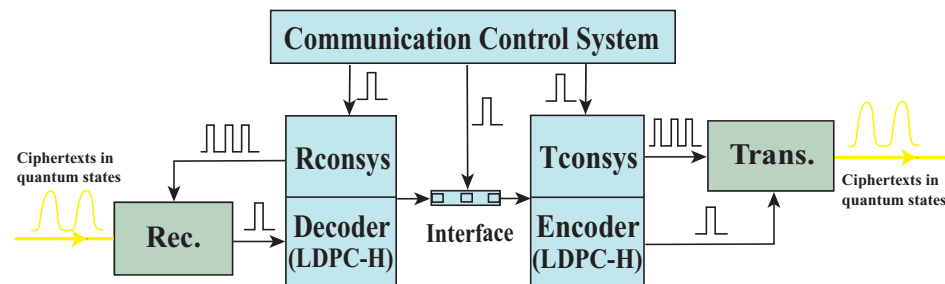 Communication Control System
Ciphertexts in
quantum states
Rconsys
Tconsys
Trans.
Ciphertexts in
quantum states
Rec.
Decoder
(LDPC-H)
Interface
Encoder
(LDPC-H)